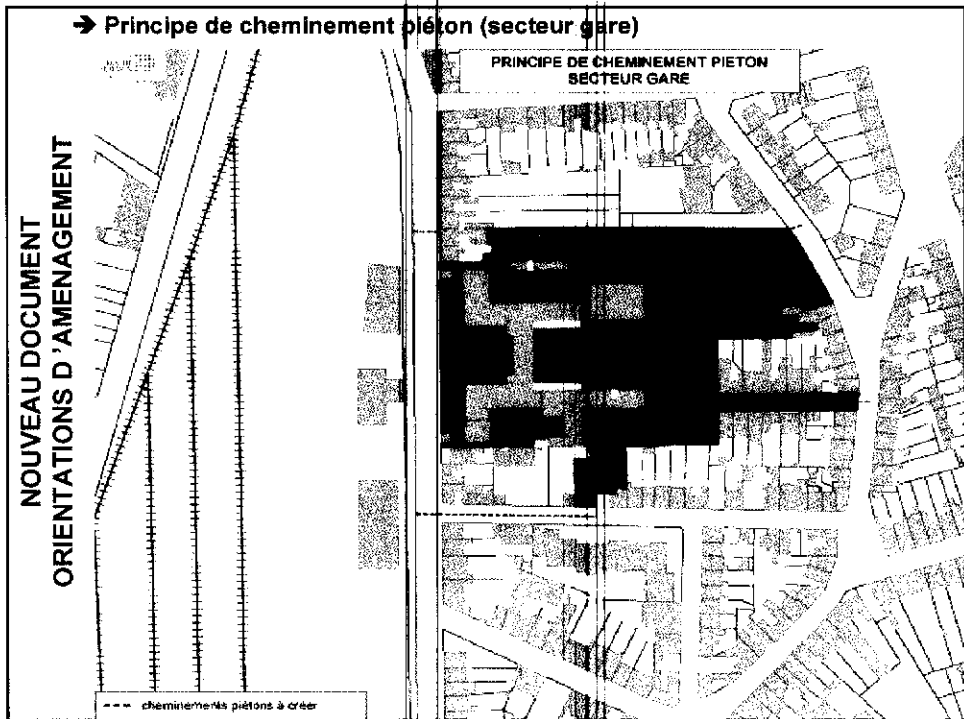 ➔ Principe de cheminement piéton (secteur gare)
PRINCIPE DE CHEMINEMENT PIETON
SECTEUR GARE
NOUVEAU DOCUMENT
ORIENTATIONS D'AMENAGEMENT
cheminements piétons à créer